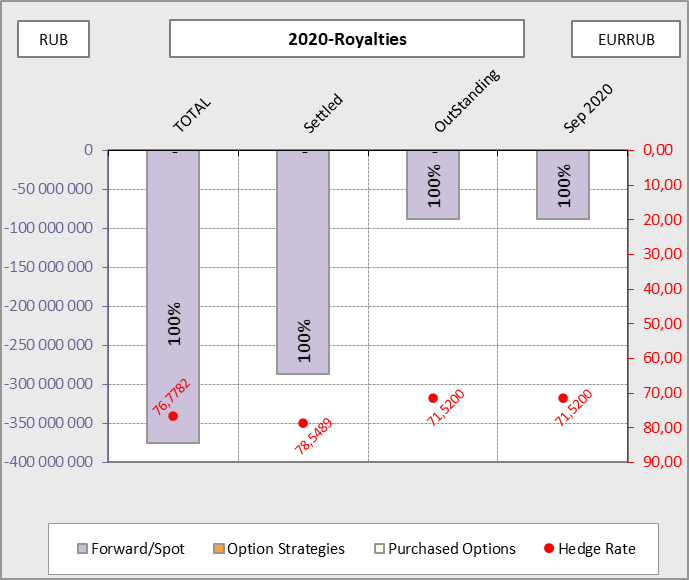 RUB
2020-Royalties
EURRUB
TOTAL
Settled
OutStanding
Sep 2020
0
-50 000 000
-100 000 000
-150 000 000
-200 000 000
-250 000 000
-300 000 000
-350 000 000
-400 000 000
100%
100%
100%
100%
76,7782
78,5489
71,5200
71,5200
0,00
10,00
20,00
30,00
40,00
50,00
60,00
70,00
80,00
90,00
Forward/Spot
Option Strategies
Purchased Options
Hedge Rate